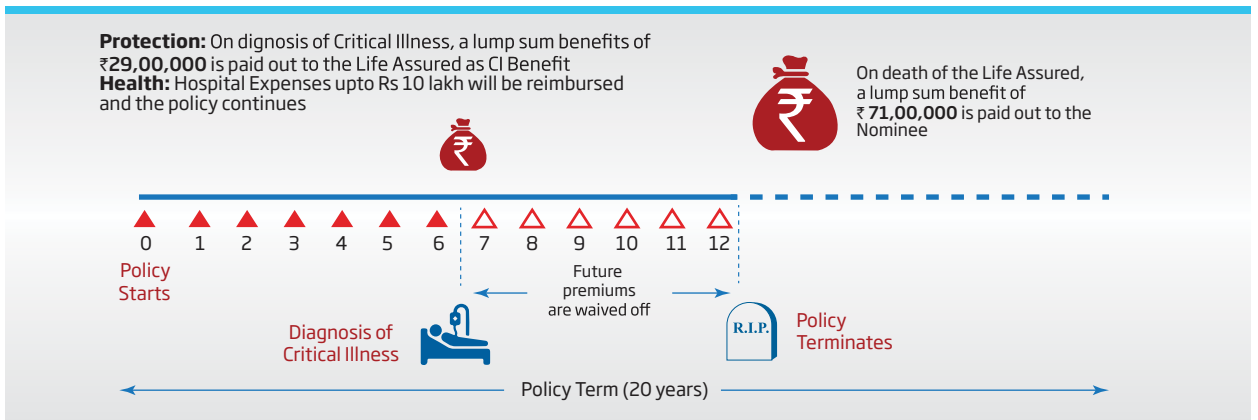 Protection: On dignosis of Critical Illness, a lump sum benefits of
₹29,00,000 is paid out to the Life Assured as CI Benefit
Health: Hospital Expenses upto Rs 10 lakh will be reimbursed
and the policy continues
₹
₹
On death of the Life Assured,
a lump sum benefit of
₹ 71,00,000 is paid out to the
Nominee
0 1 2 3 4 5 6 7 8 9 10 11 12
Policy
Starts
Future
premiums
are waived off
Diagnosis of
Critical Illness
R.I.P.
Policy
Terminates
Policy Term (20 years)